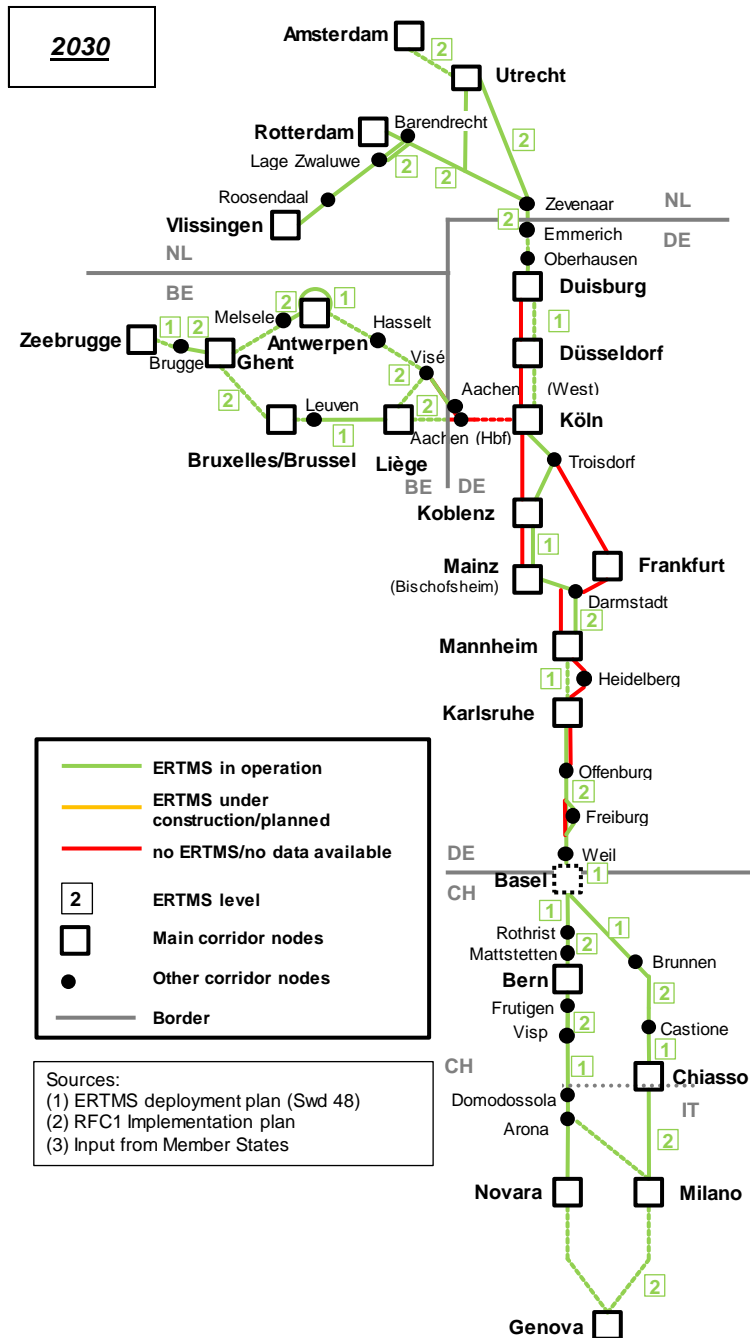 2030
Amsterdam
2
Utrecht
Barendrecht
Rotterdam
2
Lage Zwaluwe
2
2
Roosendaal
Zevenaar
NL
Vlissingen
2
Emmerich
DE
NL
Oberhausen
BE
Duisburg
2
1
Melsele
1
Zeebrugge
1
2
Hasselt
Antwerpen
Düsseldorf
Brugge
Ghent
Visé
2
Aachen (West)
2
Leuven
2
Köln
1
Aachen (Hbf)
Bruxelles/Brussel
Liège
Troisdorf
BE
DE
Koblenz
1
Mainz
Frankfurt
(Bischofsheim)
Darmstadt
2
Mannheim
1
Heidelberg
Karlsruhe
ERTMS in operation
ERTMS under
construction/planned
no ERTMS/no data available
2
ERTMS level
Main corridor nodes
Other corridor nodes
Border
Offenburg
2
Freiburg
DE
Weil
Basel
1
CH
1
1
Rothrist
2
Mattstetten
Brunnen
Bern
2
Frutigen
2
Castione
Visp
1
CH
1
Chiasso
Domodossola
IT
Arona
2
Novara
Milano
2
Genova
Sources:
(1) ERTMS deployment plan (Swd 48)
(2) RFC1 Implementation plan
(3) Input from Member States